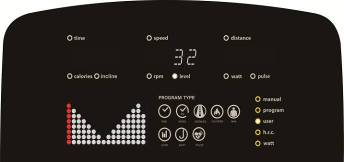 time speed distance
32
calories incline rpm level watt pulse
PROGRAM TYPE
manual
program
user
h.r.c.
watt